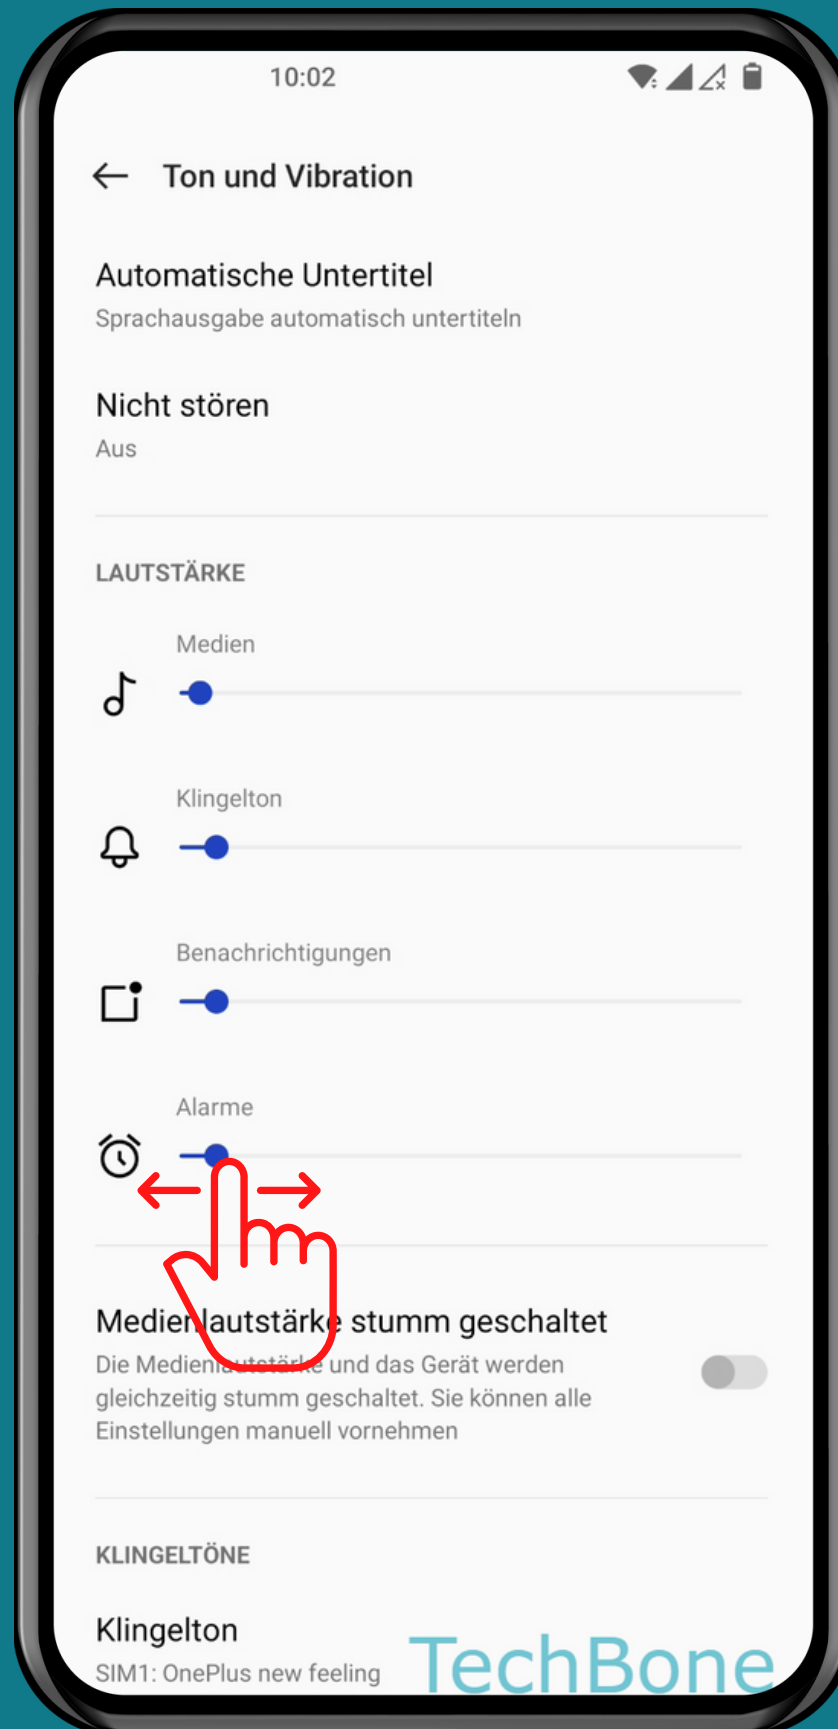 10:02
Ton und Vibration
Automatische Untertitel
Sprachausgabe automatisch untertiteln
Nicht stören
Aus
LAUTSTÄRKE
Medien
Klingelton
Benachrichtigungen
Alarme
Medienlautstärke stumm geschaltet
Die Medienlautstärke und das Gerät werden
gleichzeitig stumm geschaltet. Sie können alle
Einstellungen manuell vornehmen
KLINGELTÖNE
Klingelton
SIM1: OnePlus new feeling
TechBone